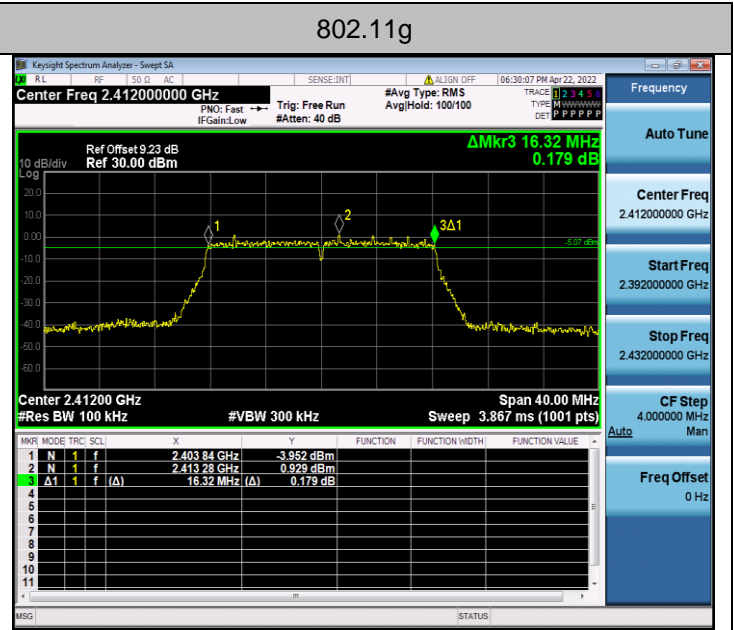 802.11g
Keysight Spectrum Analyzer - Swept SA
LXI RL RF 50 Ω AC SENSE:INT ALIGN OFF 06:30:07 PM Apr 22, 2022
Center Freq 2.412000000 GHz
PNO: Fast
IFGain:Low
Trig: Free Run
#Atten: 40 dB
#Avg Type: RMS
Avg|Hold: 100/100
TRACE 1 2 3 4 5 6
TYPE M WWWWW
DET P P P P P P
Frequency
Auto Tune
Center Freq
2.412000000 GHz
Start Freq
2.392000000 GHz
Stop Freq
2.432000000 GHz
CF Step
4.000000 MHz
Auto Man
Freq Offset
0 Hz
Ref Offset 9.23 dB
Ref 30.00 dBm
10 dB/div
Log
ΔMkr3 16.32 MHz
0.179 dB
20.0
10.0
0.00
-10.0
-20.0
-30.0
-40.0
-50.0
-60.0
1
2
3Δ1
-5.07 dBm
Center 2.41200 GHz Span 40.00 MHz
#Res BW 100 kHz #VBW 300 kHz Sweep 3.867 ms (1001 pts)
MKR MODE TRC SCL X Y FUNCTION FUNCTION WIDTH FUNCTION VALUE
1 N 1 f 2.403 84 GHz -3.952 dBm
2 N 1 f 2.413 28 GHz 0.929 dBm
3 Δ1 1 f (Δ) 16.32 MHz (Δ) 0.179 dB
4
5
6
7
8
9
10
11
MSG STATUS